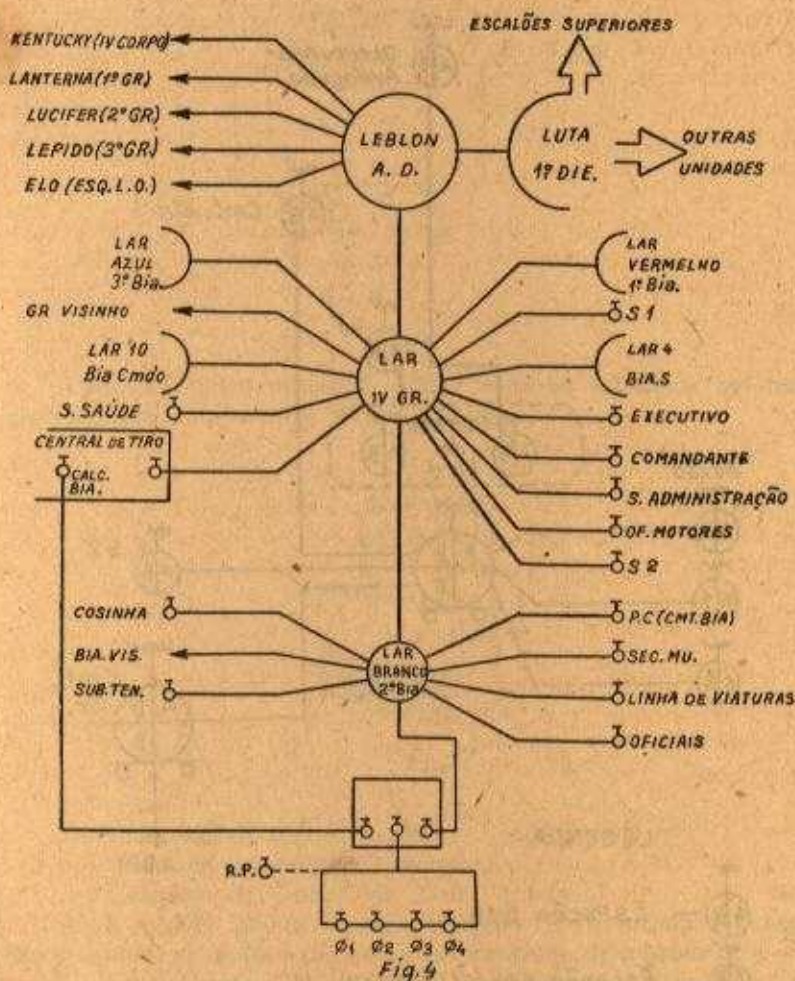 ESCALÕES SUPERIORES
KENTUCKY (IV CORPO)
LANTERNA (1º GR)
LUCIFER (2º GR)
LEPIDO (3º GR)
ELO (ESQ. L.O.)
LEBLON
A. D.
LUTA
1ª DIE.
OUTRAS
UNIDADES
LAR
AZUL
3ª Bia.
GR VISINHO
LAR 10
Bia Cmdo
S. SAÚDE
CENTRAL DE TIRO
CALC.
BIA.
LAR
IV GR.
LAR
VERMELHO
1ª Bia.
S 1
LAR 4
BIA.S
EXECUTIVO
COMANDANTE
S. ADMINISTRAÇÃO
OF. MOTORES
S 2
COSINHA
BIA. VIS.
SUB. TEN.
LAR
BRANCO
2ª Bia
P.C (CMT. BIA)
SEC. MU.
LINHA DE VIATURAS
OFICIAIS
R.P.
Ø1 Ø2 Ø3 Ø4
Fig. 4